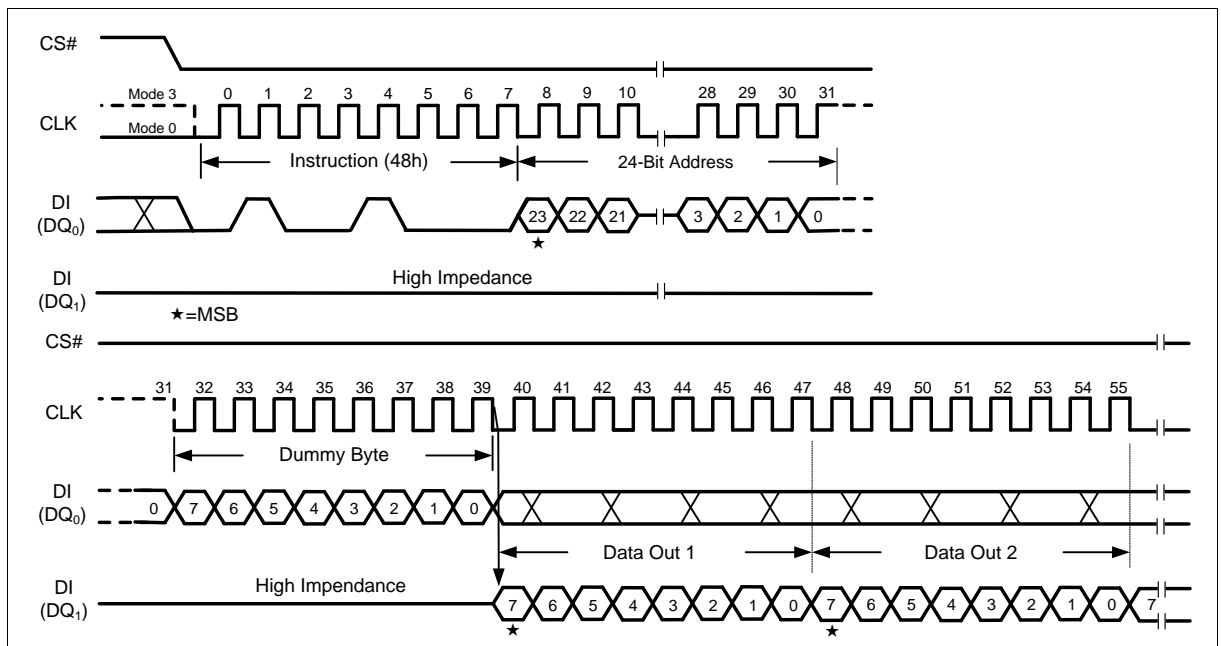 CS#
Mode 3 0 1 2 3 4 5 6 7 8 9 10 28 29 30 31
CLK
Mode 0
Instruction (48h) 24-Bit Address
DI
(DQ0)
23 22 21 3 2 1 0
★
High Impedance
DI
(DQ1)
★=MSB
CS#
31 32 33 34 35 36 37 38 39 40 41 42 43 44 45 46 47 48 49 50 51 52 53 54 55
CLK
Dummy Byte
DI
(DQ0)
0 7 6 5 4 3 2 1 0
Data Out 1 Data Out 2
High Impendance
DI
(DQ1)
7 6 5 4 3 2 1 0 7 6 5 4 3 2 1 0 7
★ ★